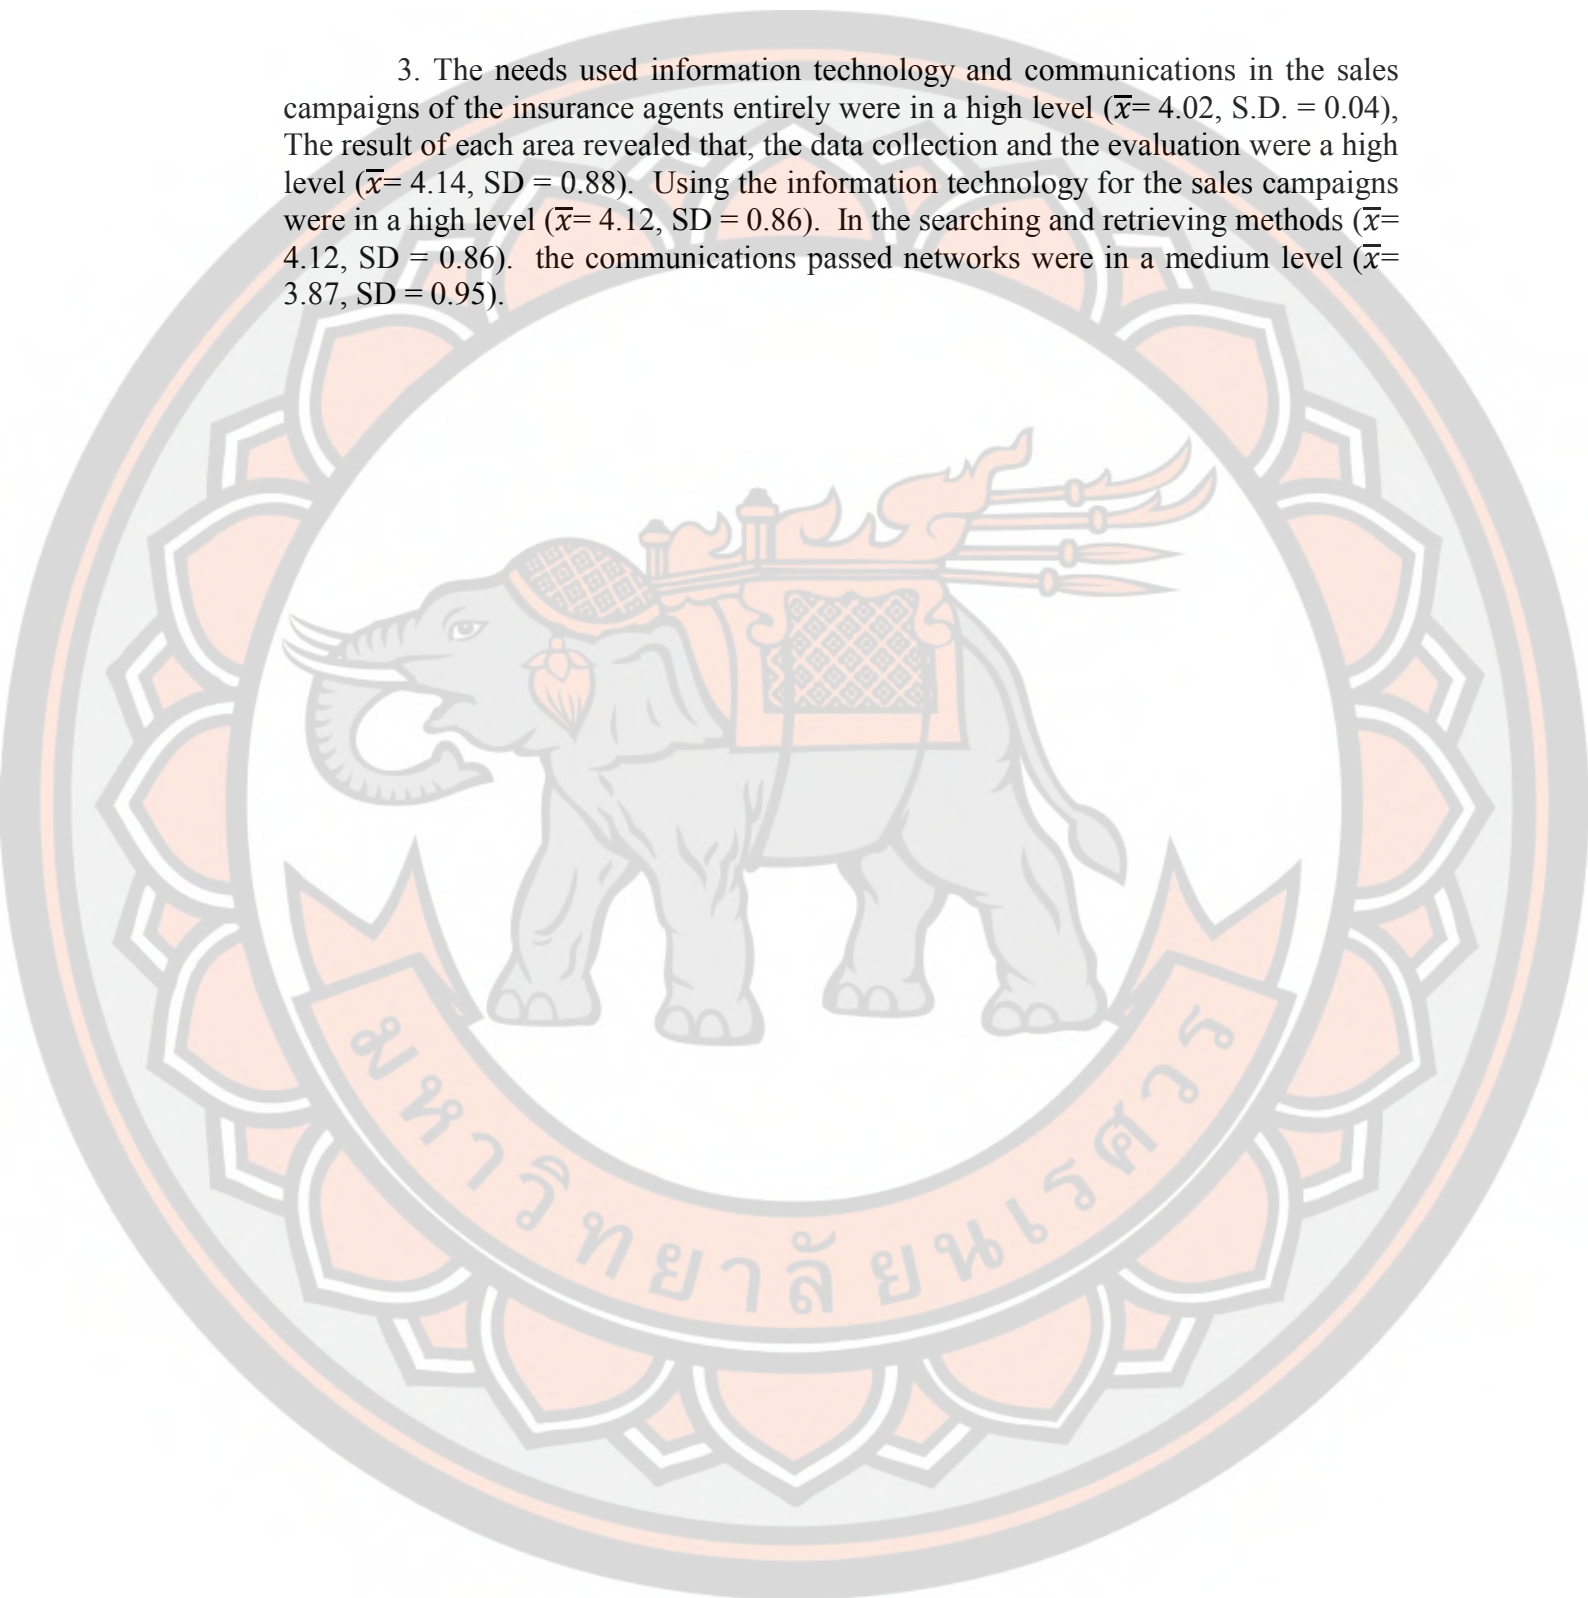 3. The needs used information technology and communications in the sales
campaigns of the insurance agents entirely were in a high level (x̅= 4.02, S.D. = 0.04),
The result of each area revealed that, the data collection and the evaluation were a high
level (x̅= 4.14, SD = 0.88).  Using the information technology for the sales campaigns
were in a high level (x̅= 4.12, SD = 0.86).  In the searching and retrieving methods (x̅=
4.12, SD = 0.86).  the communications passed networks were in a medium level (x̅=
3.87, SD = 0.95).
มหาวิทยาลัยนเรศวร